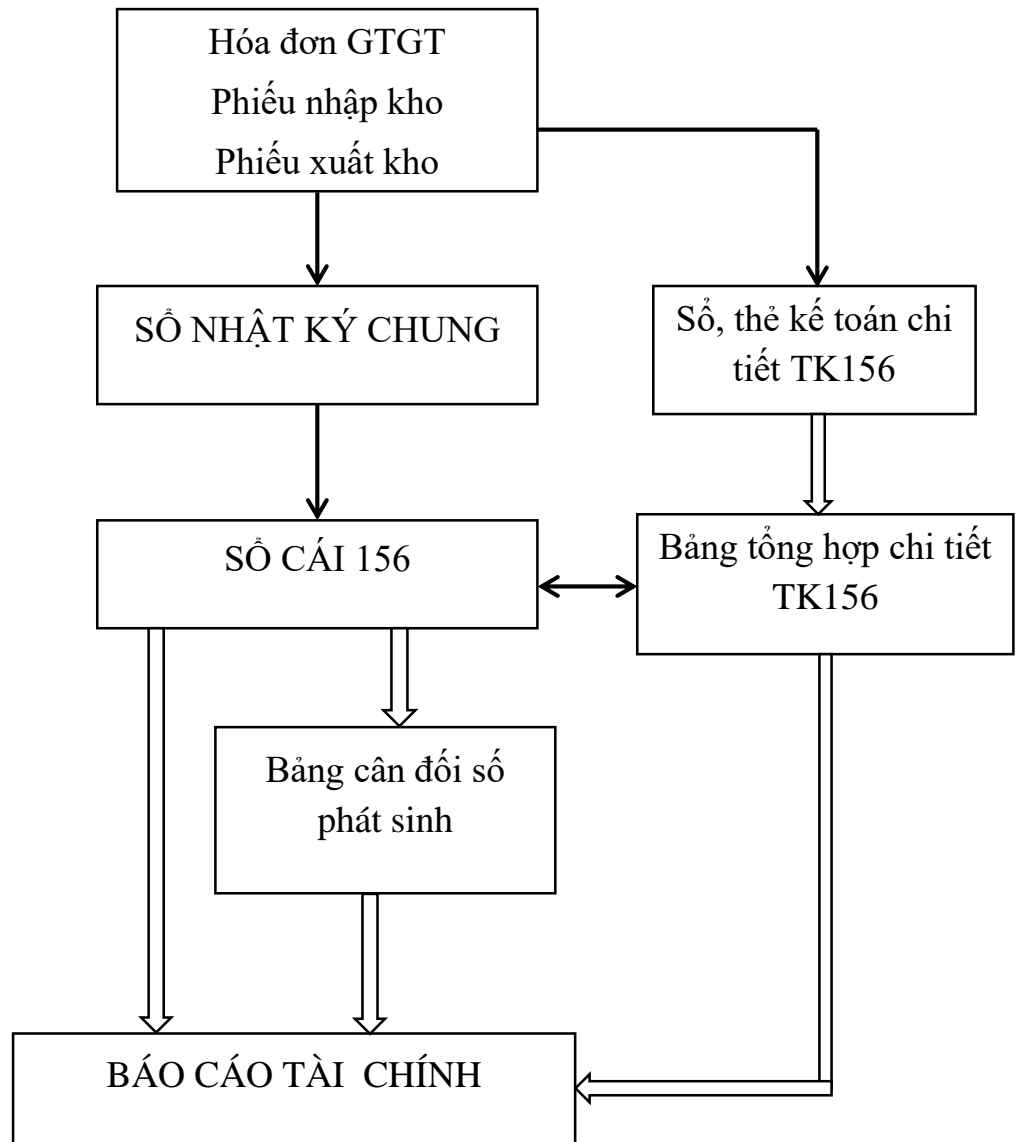 Hóa đơn GTGT
Phiếu nhập kho
Phiếu xuất kho
SỔ NHẬT KÝ CHUNG
Sổ, thẻ kế toán chi
tiết TK156
SỔ CÁI 156
Bảng tổng hợp chi tiết
TK156
Bảng cân đối số
phát sinh
BÁO CÁO TÀI CHÍNH